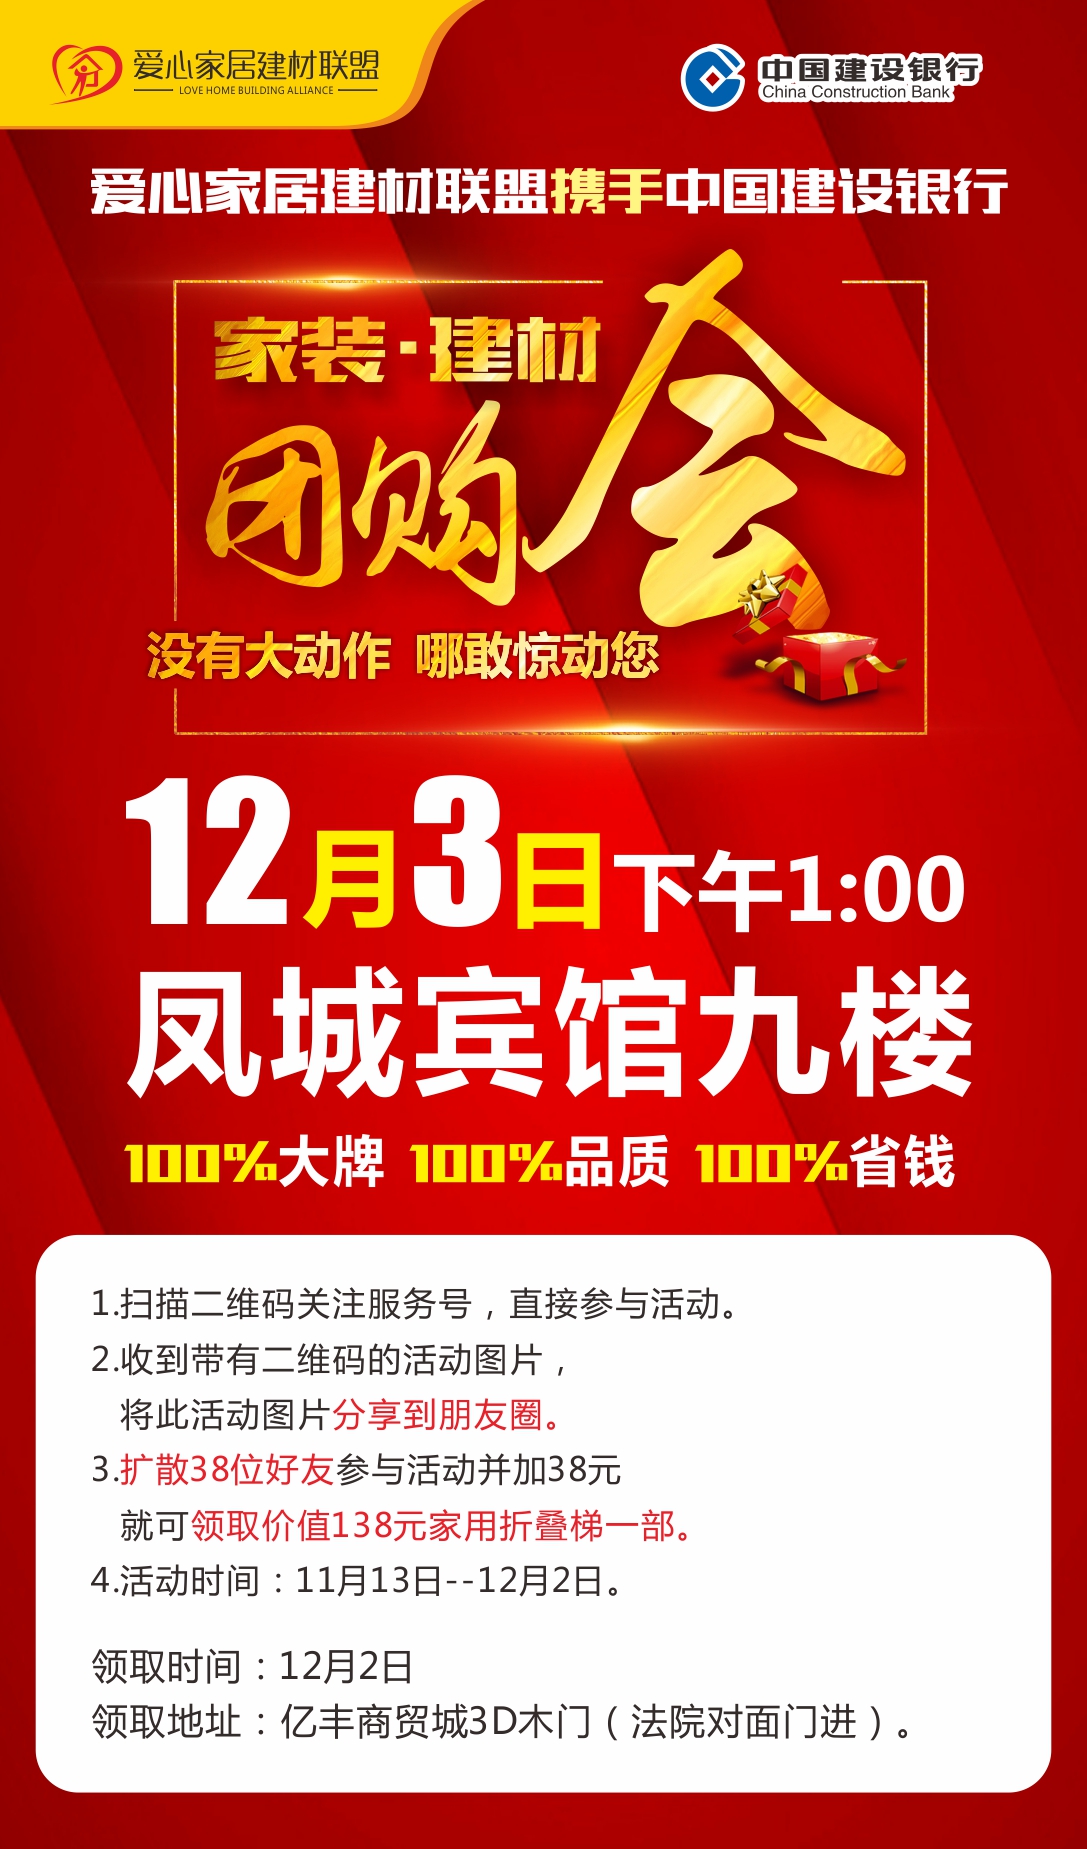 爱心家居建材联盟
LOVE HOME BUILDING ALLIANCE
中国建设银行
China Construction Bank
爱心家居建材联盟携手中国建设银行
家装·建材
团购会
没有大动作 哪敢惊动您
12月3日下午1:00
凤城宾馆九楼
100%大牌 100%品质 100%省钱
1.扫描二维码关注服务号，直接参与活动。
2.收到带有二维码的活动图片，
将此活动图片分享到朋友圈。
3.扩散38位好友参与活动并加38元
就可领取价值138元家用折叠梯一部。
4.活动时间：11月13日--12月2日。
领取时间：12月2日
领取地址：亿丰商贸城3D木门（法院对面门进）。